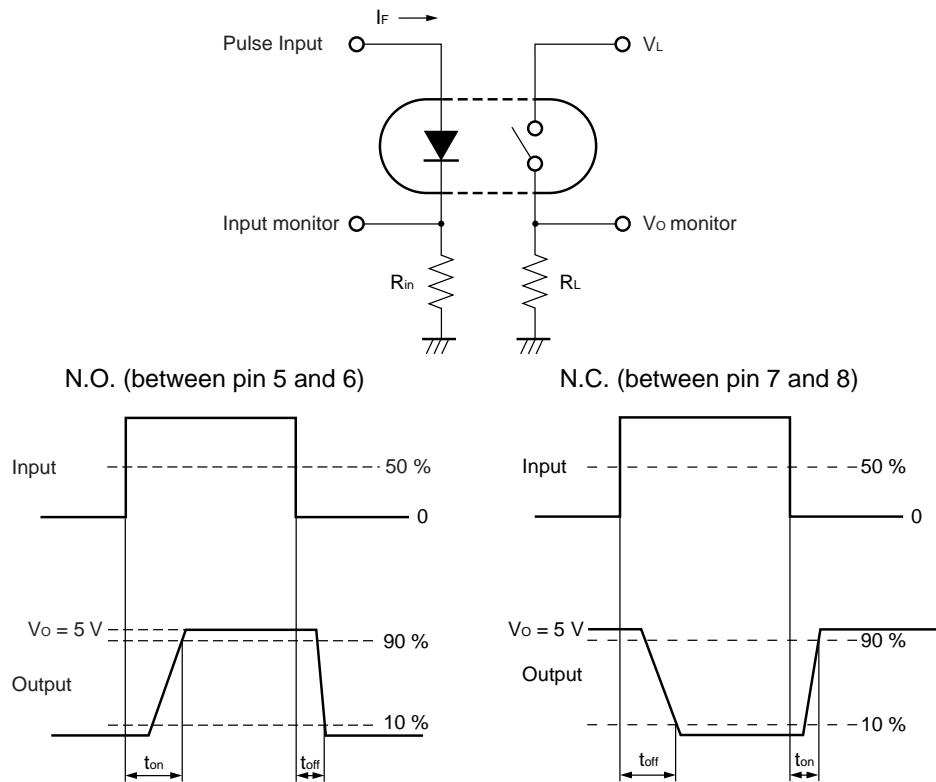 IF
Pulse Input
VL
Input monitor
VO monitor
Rin
RL
N.O. (between pin 5 and 6)
Input
50 %
0
VO = 5 V
90 %
Output
10 %
ton
toff
N.C. (between pin 7 and 8)
Input
50 %
0
VO = 5 V
90 %
Output
10 %
toff
ton